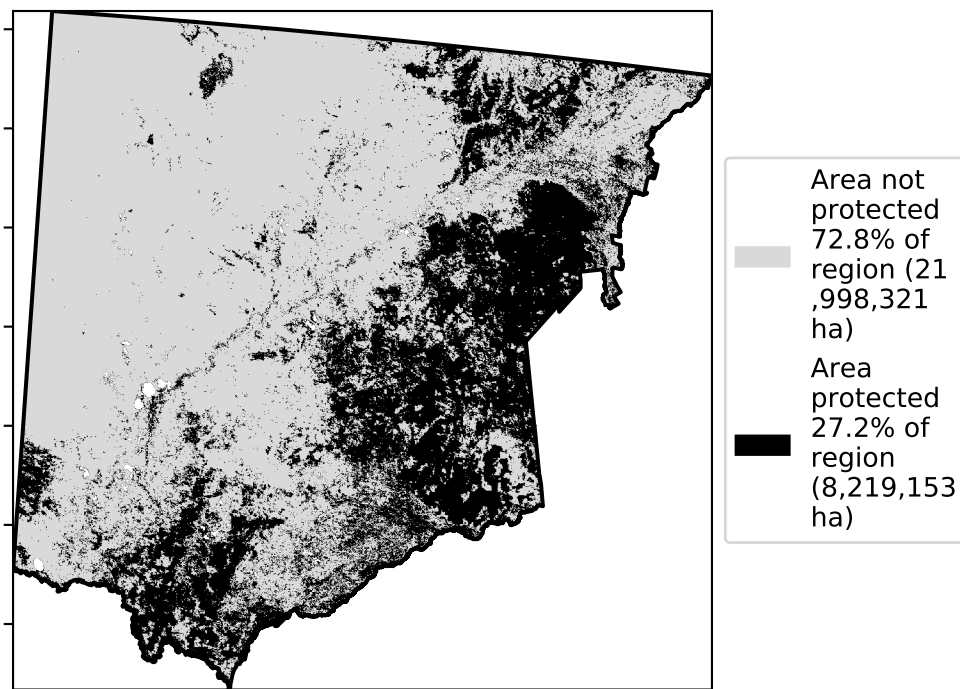 Area not
protected
72.8% of
region (21
,998,321
ha)
Area
protected
27.2% of
region
(8,219,153
ha)